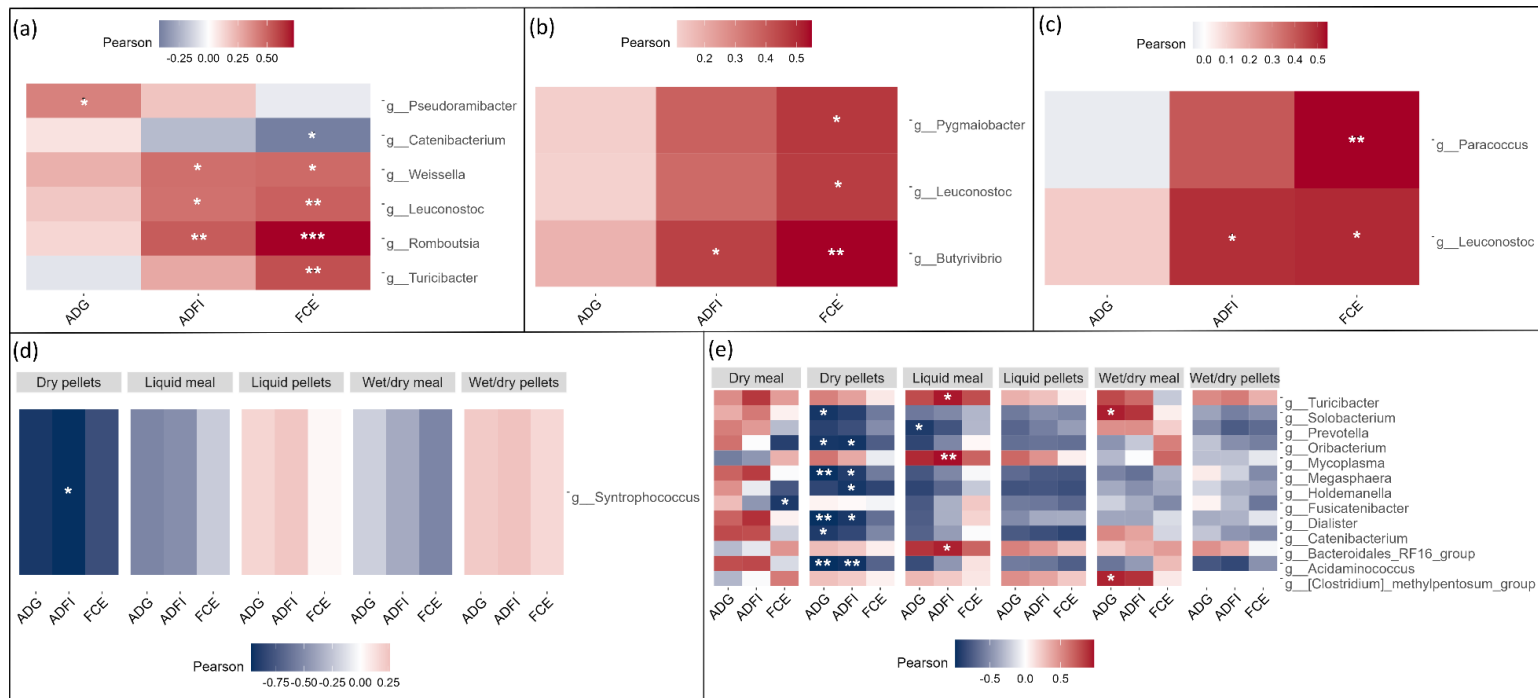 (a)
Pearson
-0.25 0.00 0.25 0.50
*
g__Pseudoramibacter
*
g__Catenibacterium
* *
g__Weissella
* **
g__Leuconostoc
** ***
g__Romboutsia
**
g__Turicibacter
ADG ADFI FCE
(b)
Pearson
0.2 0.3 0.4 0.5
*
g__Pygmaiobacter
*
g__Leuconostoc
* **
g__Butyrivibrio
ADG ADFI FCE
(c)
Pearson
0.0 0.1 0.2 0.3 0.4 0.5
**
g__Paracoccus
* *
g__Leuconostoc
ADG ADFI FCE
(d)
Dry pellets Liquid meal Liquid pellets Wet/dry meal Wet/dry pellets
*
g__Syntrophococcus
ADG ADFI FCE ADG ADFI FCE ADG ADFI FCE ADG ADFI FCE ADG ADFI FCE
Pearson
-0.75 -0.50 -0.25 0.00 0.25
(e)
Dry meal Dry pellets Liquid meal Liquid pellets Wet/dry meal Wet/dry pellets
*
g__Turicibacter
* *
g__Solobacterium
*
g__Prevotella
* *
g__Oribacterium
**
g__Mycoplasma
** *
g__Megasphaera
*
g__Holdemanella
*
g__Fusicatenibacter
** *
g__Dialister
*
g__Catenibacterium
*
g__Bacteroidales_RF16_group
** **
g__Acidaminococcus
*
g__[Clostridium]_methylpentosum_group
ADG ADFI FCE ADG ADFI FCE ADG ADFI FCE ADG ADFI FCE ADG ADFI FCE ADG ADFI FCE
Pearson
-0.5 0.0 0.5